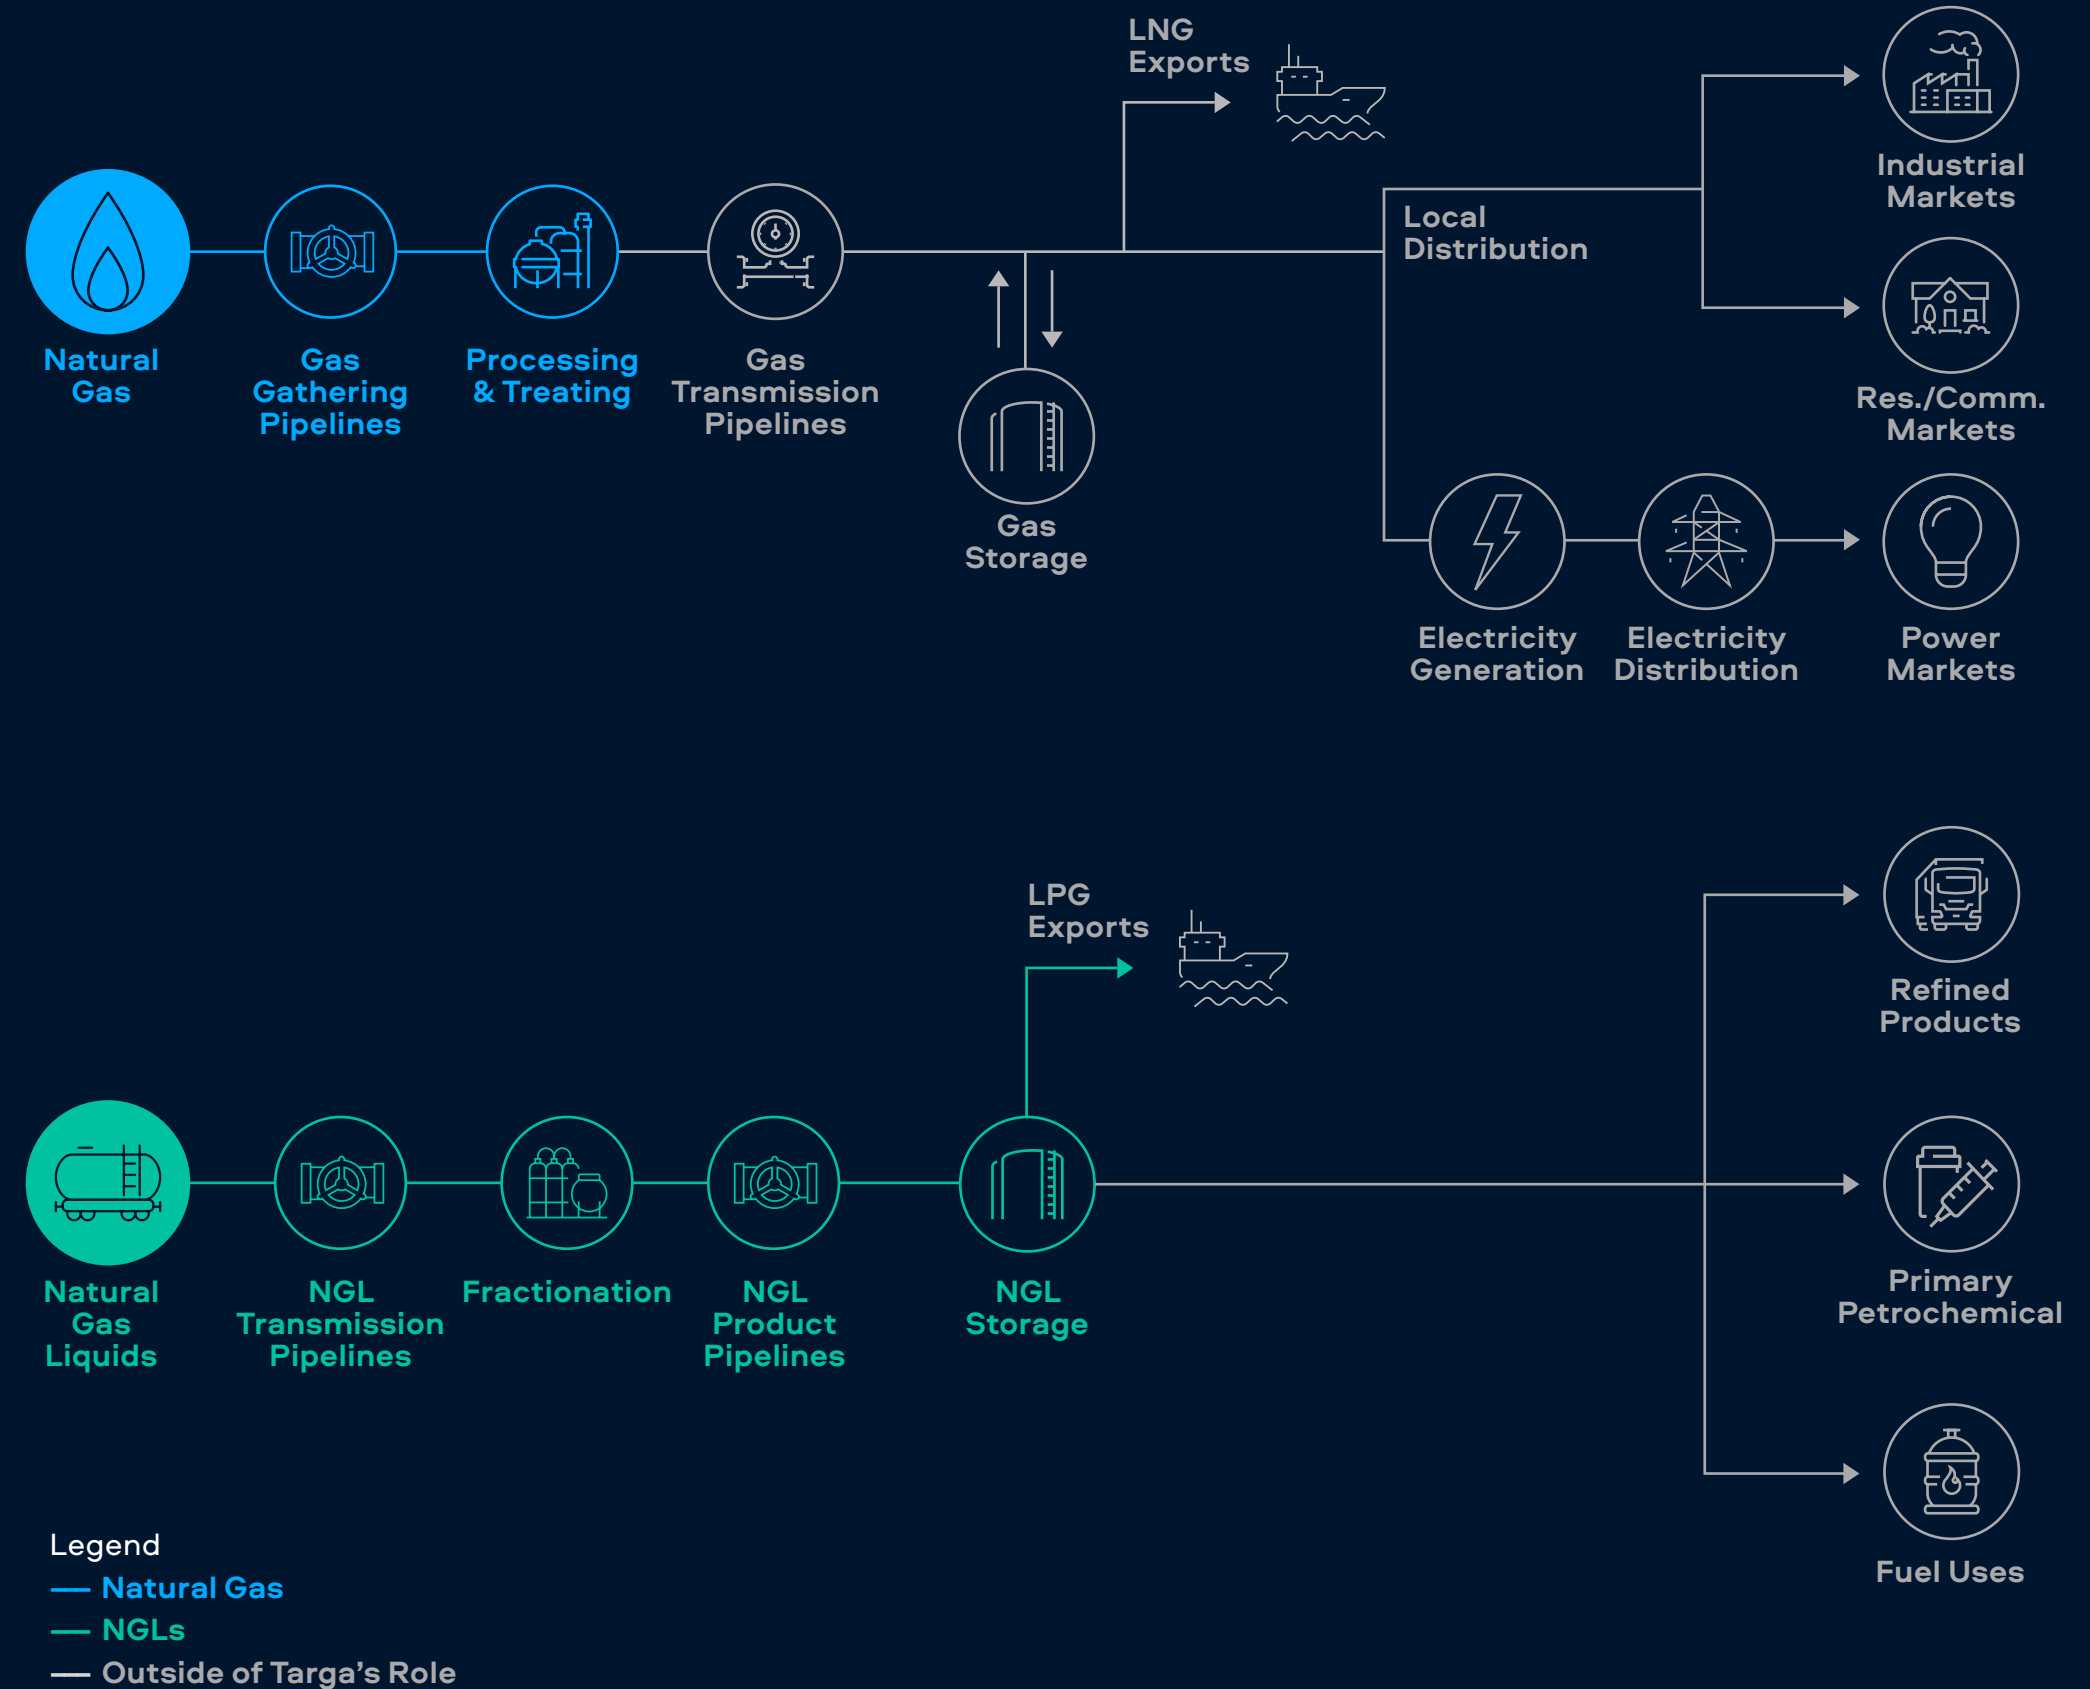 LNG
Exports
Industrial
Markets
Local
Distribution
Natural
Gas
Gas
Gathering
Pipelines
Processing
& Treating
Gas
Transmission
Pipelines
Res./Comm.
Markets
Gas
Storage
Electricity
Generation
Electricity
Distribution
Power
Markets
LPG
Exports
Refined
Products
Natural
Gas
Liquids
NGL
Transmission
Pipelines
Fractionation
NGL
Product
Pipelines
NGL
Storage
Primary
Petrochemical
Fuel Uses
Legend
Natural Gas
NGLs
Outside of Targa’s Role